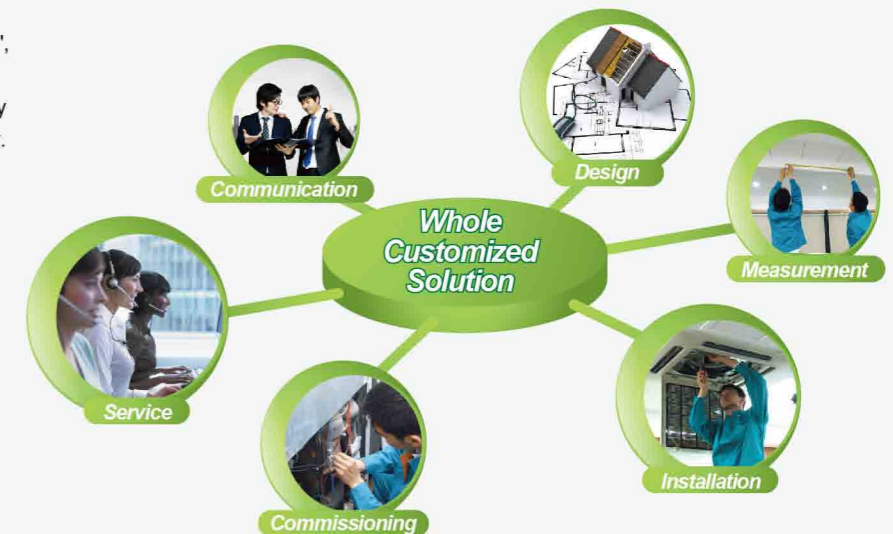 Communication
Design
Whole
Customized
Solution
Measurement
Service
Installation
Commissioning